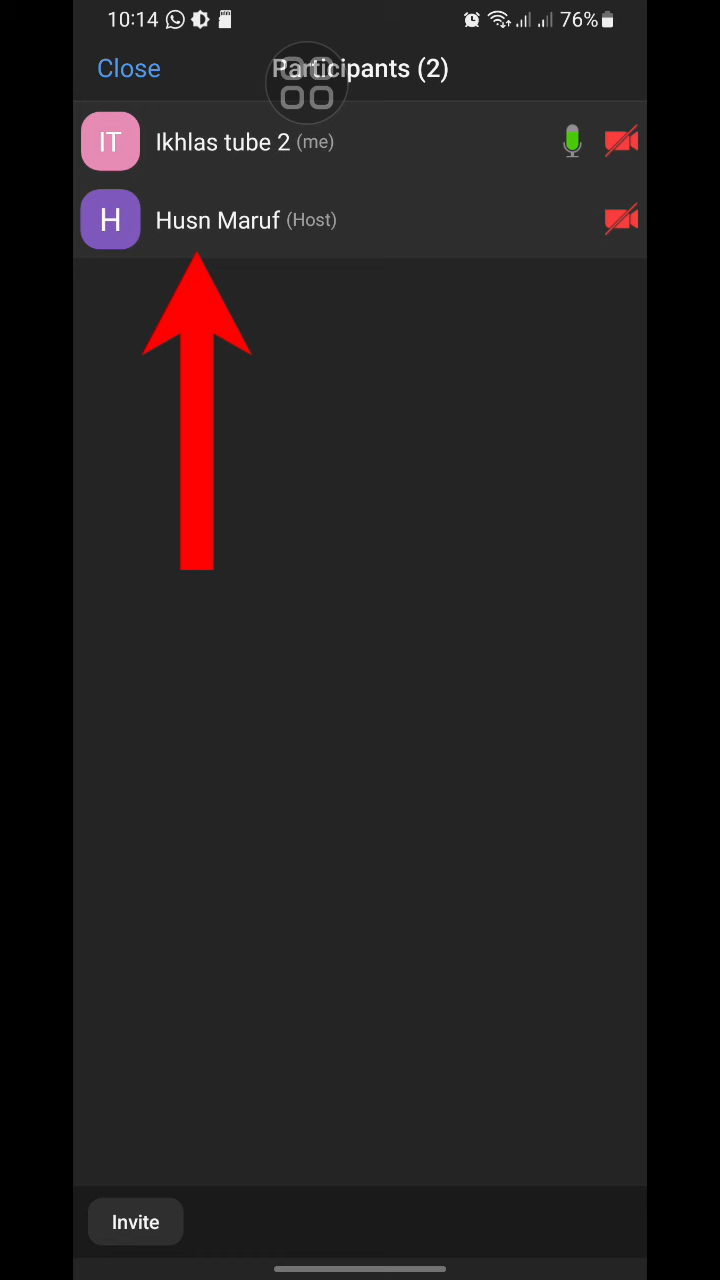 10:14 76%
Close Participants (2)
IT Ikhlas tube 2 (me)
H Husn Maruf (Host)
Invite